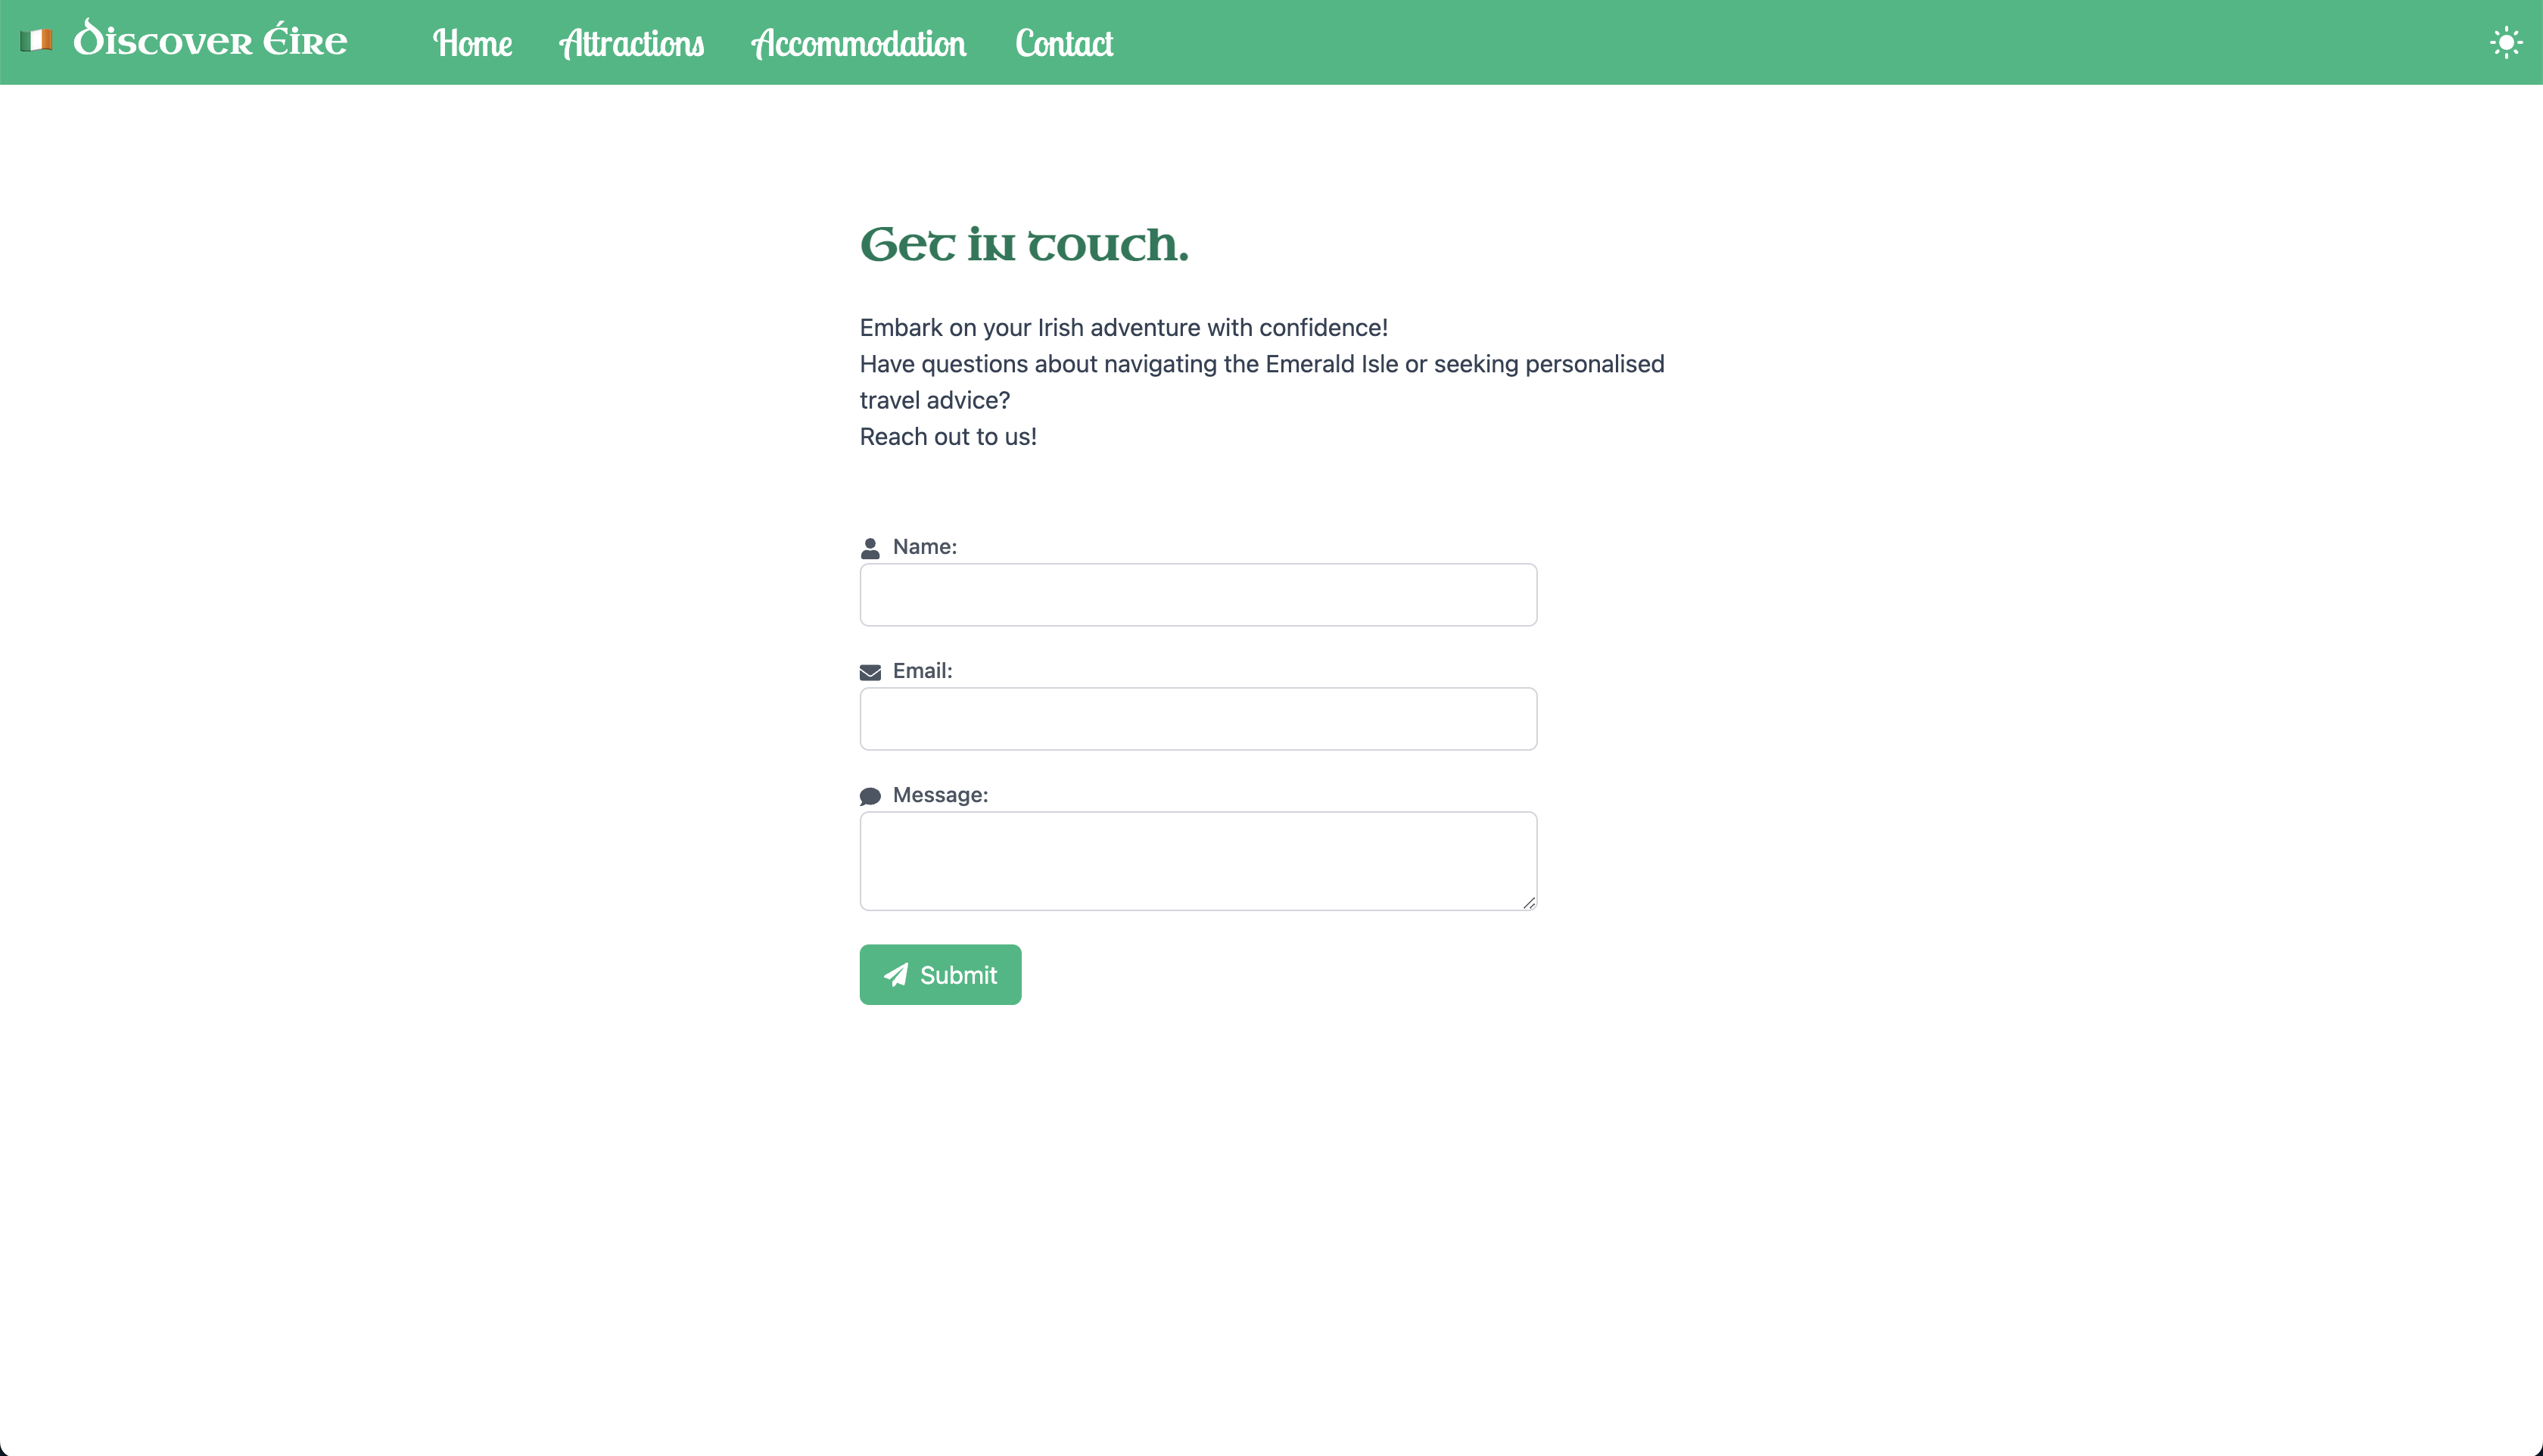 Discover Éire
Home
Attractions
Accommodation
Contact
Get in touch.
Embark on your Irish adventure with confidence!
Have questions about navigating the Emerald Isle or seeking personalised
travel advice?
Reach out to us!
Name:
Email:
Message:
Submit